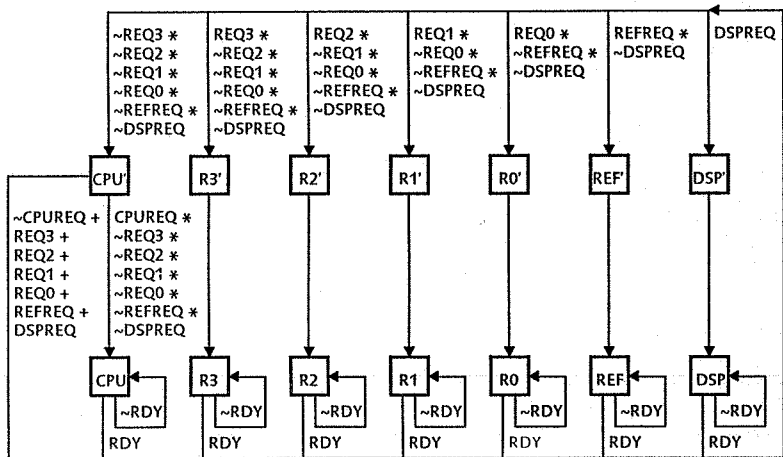 ~REQ3 *
~REQ2 *
~REQ1 *
~REQ0 *
~REFREQ *
~DSPREQ
REQ3 *
~REQ2 *
~REQ1 *
~REQ0 *
~REFREQ *
~DSPREQ
REQ2 *
~REQ1 *
~REQ0 *
~REFREQ *
~DSPREQ
REQ1 *
~REQ0 *
~REFREQ *
~DSPREQ
REQ0 *
~REFREQ *
~DSPREQ
REFREQ *
~DSPREQ
DSPREQ
CPU'
R3'
R2'
R1'
R0'
REF'
DSP'
~CPUREQ +
REQ3 +
REQ2 +
REQ1 +
REQ0 +
REFREQ +
DSPREQ
CPUREQ *
~REQ3 *
~REQ2 *
~REQ1 *
~REQ0 *
~REFREQ *
~DSPREQ
CPU
R3
R2
R1
R0
REF
DSP
~RDY
~RDY
~RDY
~RDY
~RDY
~RDY
~RDY
RDY
RDY
RDY
RDY
RDY
RDY
RDY